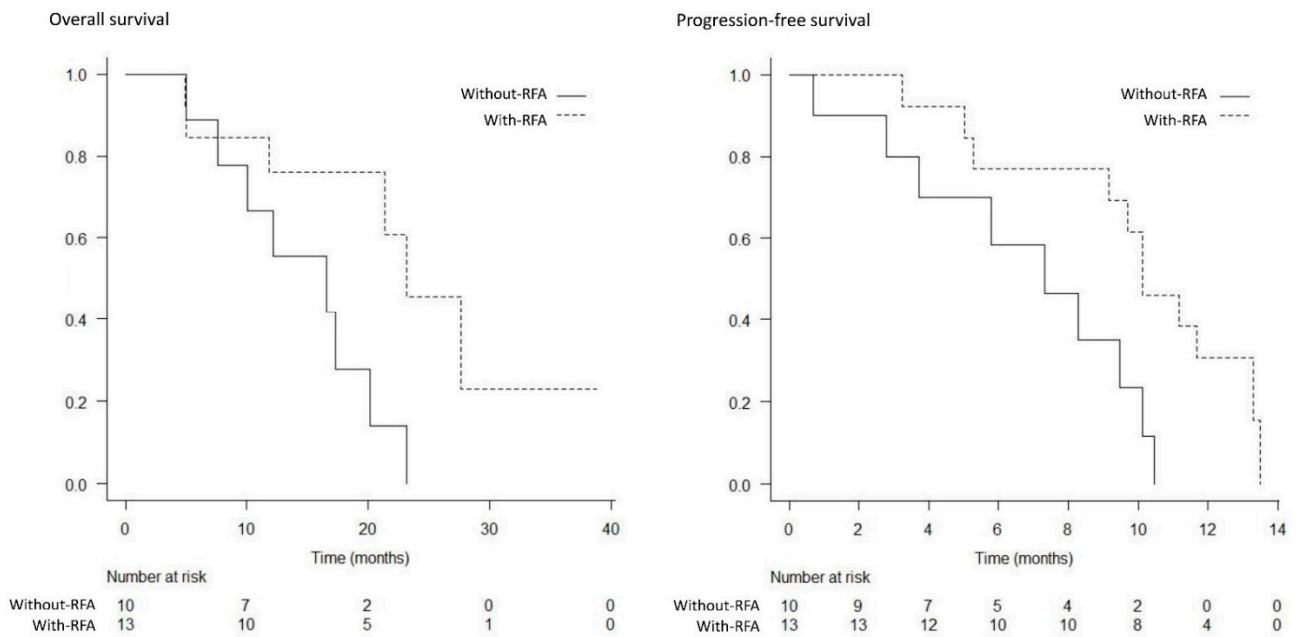 Overall survival
1.0
0.8
0.6
0.4
0.2
0.0
Without-RFA
With-RFA
0 10 20 30 40
Time (months)
Number at risk
Without-RFA 10 7 2 0 0
With-RFA 13 10 5 1 0
Progression-free survival
1.0
0.8
0.6
0.4
0.2
0.0
Without-RFA
With-RFA
0 2 4 6 8 10 12 14
Time (months)
Number at risk
Without-RFA 10 9 7 5 4 2 0 0
With-RFA 13 13 12 10 10 8 4 0